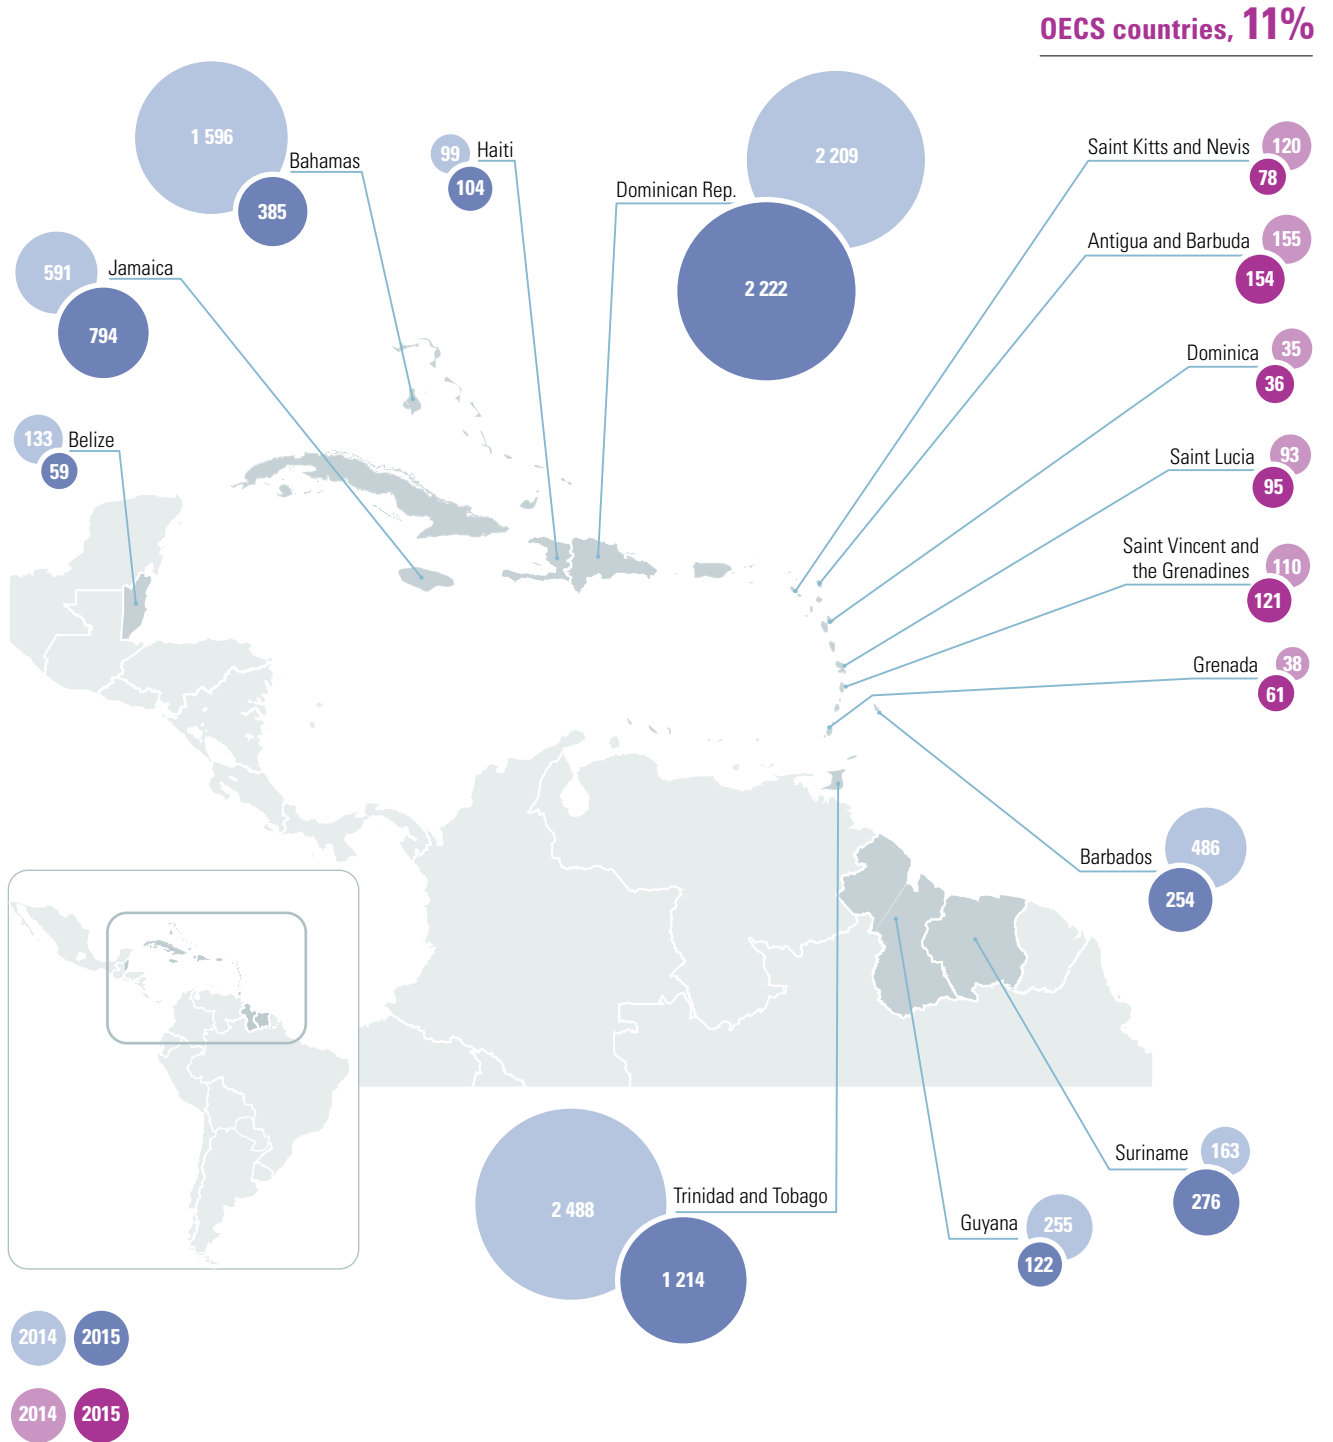 OECS countries, 11%
1 596
Bahamas
385
99
Haiti
104
2 209
Dominican Rep.
2 222
Saint Kitts and Nevis
120
78
Antigua and Barbuda
155
154
591
Jamaica
794
Dominica
35
36
133
Belize
59
Saint Lucia
93
95
Saint Vincent and
the Grenadines
110
121
Grenada
38
61
486
Barbados
254
2 488
Trinidad and Tobago
1 214
Suriname
163
276
Guyana
255
122
2014
2015
2014
2015